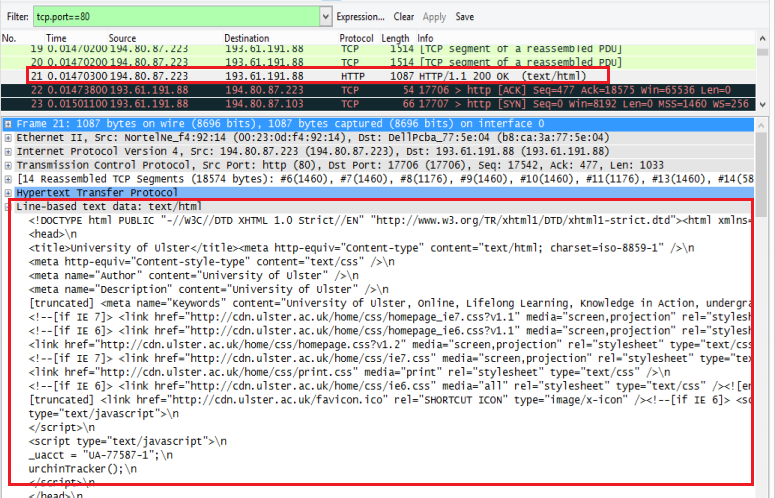 Filter: tcp.port==80 Expression... Clear Apply Save
No. Time Source Destination Protocol Length Info
19 0.01470200 194.80.87.223 193.61.191.88 TCP 1514 [TCP segment of a reassembled PDU]
20 0.01470200 194.80.87.223 193.61.191.88 TCP 1514 [TCP segment of a reassembled PDU]
21 0.01470300 194.80.87.223 193.61.191.88 HTTP 1087 HTTP/1.1 200 OK (text/html)
22 0.01473800 193.61.191.88 194.80.87.223 TCP 54 17706 > http [ACK] Seq=477 Ack=18575 Win=65536 Len=0
23 0.01501100 193.61.191.88 194.80.87.103 TCP 66 17707 > http [SYN] Seq=0 Win=8192 Len=0 MSS=1460 WS=256
Frame 21: 1087 bytes on wire (8696 bits), 1087 bytes captured (8696 bits) on interface 0
Ethernet II, Src: NortelNe_f4:92:14 (00:23:0d:f4:92:14), Dst: DellPcba_77:5e:04 (b8:ca:3a:77:5e:04)
Internet Protocol Version 4, Src: 194.80.87.223 (194.80.87.223), Dst: 193.61.191.88 (193.61.191.88)
Transmission Control Protocol, Src Port: http (80), Dst Port: 17706 (17706), Seq: 17542, Ack: 477, Len: 1033
[14 Reassembled TCP Segments (18574 bytes): #6(1460), #7(1460), #8(1176), #9(1460), #10(1460), #11(1176), #13(1460), #14(58
Hypertext Transfer Protocol
Line-based text data: text/html
<!DOCTYPE html PUBLIC "-//W3C//DTD XHTML 1.0 Strict//EN" "http://www.w3.org/TR/xhtml1/DTD/xhtml1-strict.dtd"><html xmlns=
<head>\n
<title>University of Ulster</title><meta http-equiv="Content-type" content="text/html; charset=iso-8859-1" />\n
<meta http-equiv="Content-style-type" content="text/css" />\n
<meta name="Author" content="University of Ulster" />\n
<meta name="Description" content="University of Ulster" />\n
[truncated] <meta name="Keywords" content="University of Ulster, Online, Lifelong Learning, Knowledge in Action, undergra
<!--[if IE 7]> <link href="http://cdn.ulster.ac.uk/home/css/homepage_ie7.css?v1.1" media="screen,projection" rel="stylesh
<!--[if IE 6]> <link href="http://cdn.ulster.ac.uk/home/css/homepage_ie6.css?v1.1" media="screen,projection" rel="stylesh
<link href="http://cdn.ulster.ac.uk/home/css/homepage.css?v1.2" media="screen,projection" rel="stylesheet" type="text/css
<!--[if IE 7]> <link href="http://cdn.ulster.ac.uk/home/css/ie7.css" media="screen,projection" rel="stylesheet" type="tex
<link href="http://cdn.ulster.ac.uk/home/css/print.css" media="print" rel="stylesheet" type="text/css" />\n
<!--[if IE 6]> <link href="http://cdn.ulster.ac.uk/home/css/ie6.css" media="all" rel="stylesheet" type="text/css" /><![en
[truncated] <link href="http://cdn.ulster.ac.uk/favicon.ico" rel="SHORTCUT ICON" type="image/x-icon" /><!--[if IE 6]> <sc
type="text/javascript">\n
</script>\n
<script type="text/javascript">\n
_uacct = "UA-77587-1";\n
urchinTracker();\n
</script>\n
</head>\n